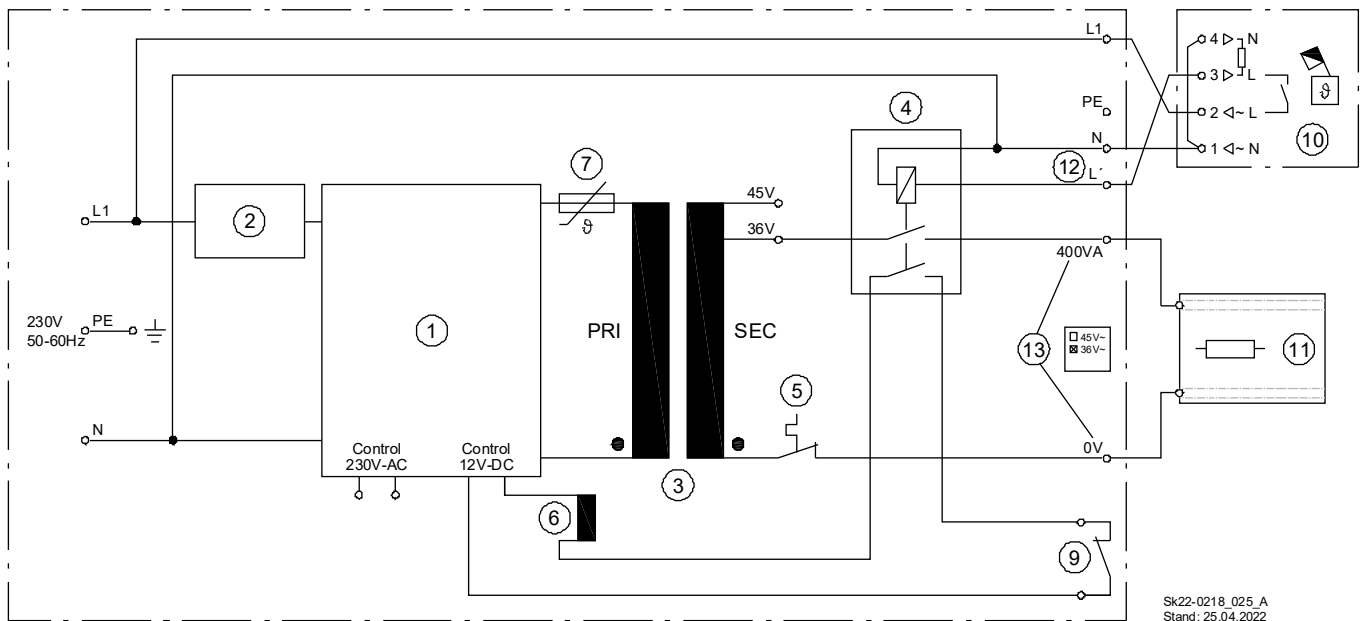 L1
4 ▷ N
3 ▷ L
2 ◁~ L
1 ◁~ N
ϑ
10
PE
N
12
L´
4
7
ϑ
45V
36V
L1
2
230V
50-60Hz
PE
1
PRI
SEC
400VA
13
☐ 45V~
☒ 36V~
11
5
N
0V
Control
230V-AC
Control
12V-DC
3
6
9
Sk22-0218_025_A
Stand: 25.04.2022